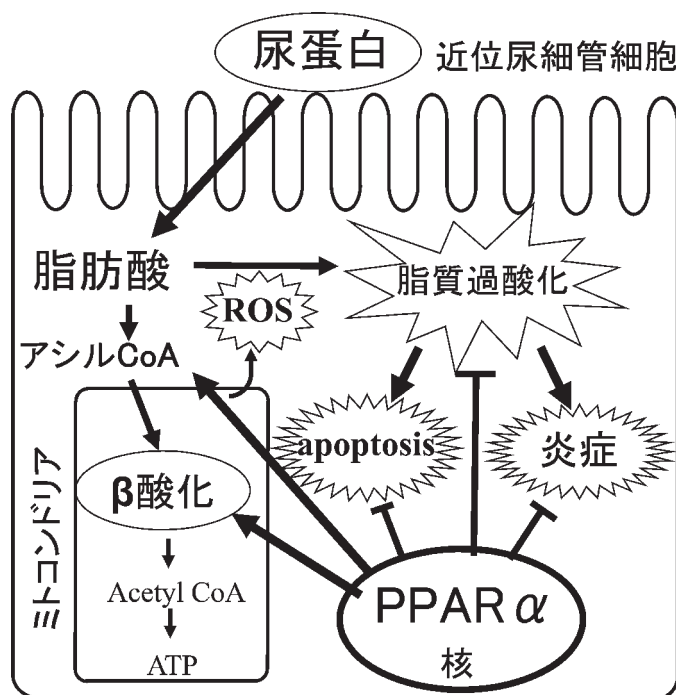 尿蛋白
近位尿細管細胞
脂肪酸
脂質過酸化
ROS
アシルCoA
apoptosis
炎症
ミトコンドリア
β酸化
Acetyl CoA
ATP
PPARα
核